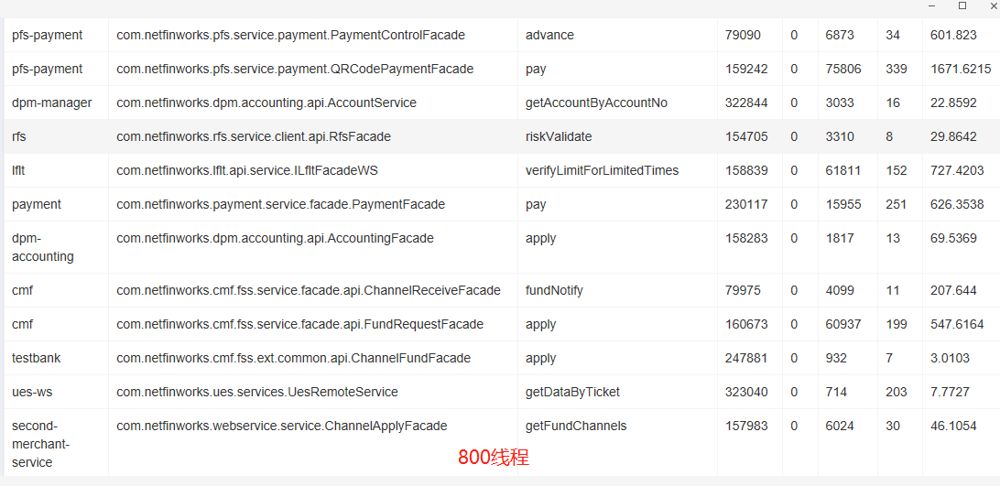 pfs-payment com.netfinworks.pfs.service.payment.PaymentControlFacade advance 79090 0 6873 34 601.823
pfs-payment com.netfinworks.pfs.service.payment.QRCodePaymentFacade pay 159242 0 75806 339 1671.6215
dpm-manager com.netfinworks.dpm.accounting.api.AccountService getAccountByAccountNo 322844 0 3033 16 22.8592
rfs com.netfinworks.rfs.service.client.api.RfsFacade riskValidate 154705 0 3310 8 29.8642
lflt com.netfinworks.lflt.api.service.ILfltFacadeWS verifyLimitForLimitedTimes 158839 0 61811 152 727.4203
payment com.netfinworks.payment.service.facade.PaymentFacade pay 230117 0 15955 251 626.3538
dpm- com.netfinworks.dpm.accounting.api.AccountingFacade apply 158283 0 1817 13 69.5369
accounting
cmf com.netfinworks.cmf.fss.service.facade.api.ChannelReceiveFacade fundNotify 79975 0 4099 11 207.644
cmf com.netfinworks.cmf.fss.service.facade.api.FundRequestFacade apply 160673 0 60937 199 547.6164
testbank com.netfinworks.cmf.fss.ext.common.api.ChannelFundFacade apply 247881 0 932 7 3.0103
ues-ws com.netfinworks.ues.services.UesRemoteService getDataByTicket 323040 0 714 203 7.7727
second- com.netfinworks.webservice.service.ChannelApplyFacade getFundChannels 157983 0 6024 30 46.1054
merchant-
service
800线程